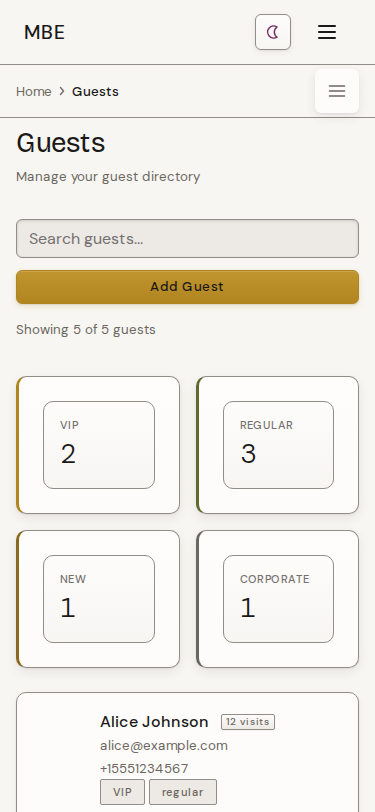 MBE
Home > Guests
Guests
Manage your guest directory
Search guests...
Add Guest
Showing 5 of 5 guests
VIP
2
REGULAR
3
NEW
1
CORPORATE
1
Alice Johnson 12 visits
alice@example.com
+15551234567
VIP regular